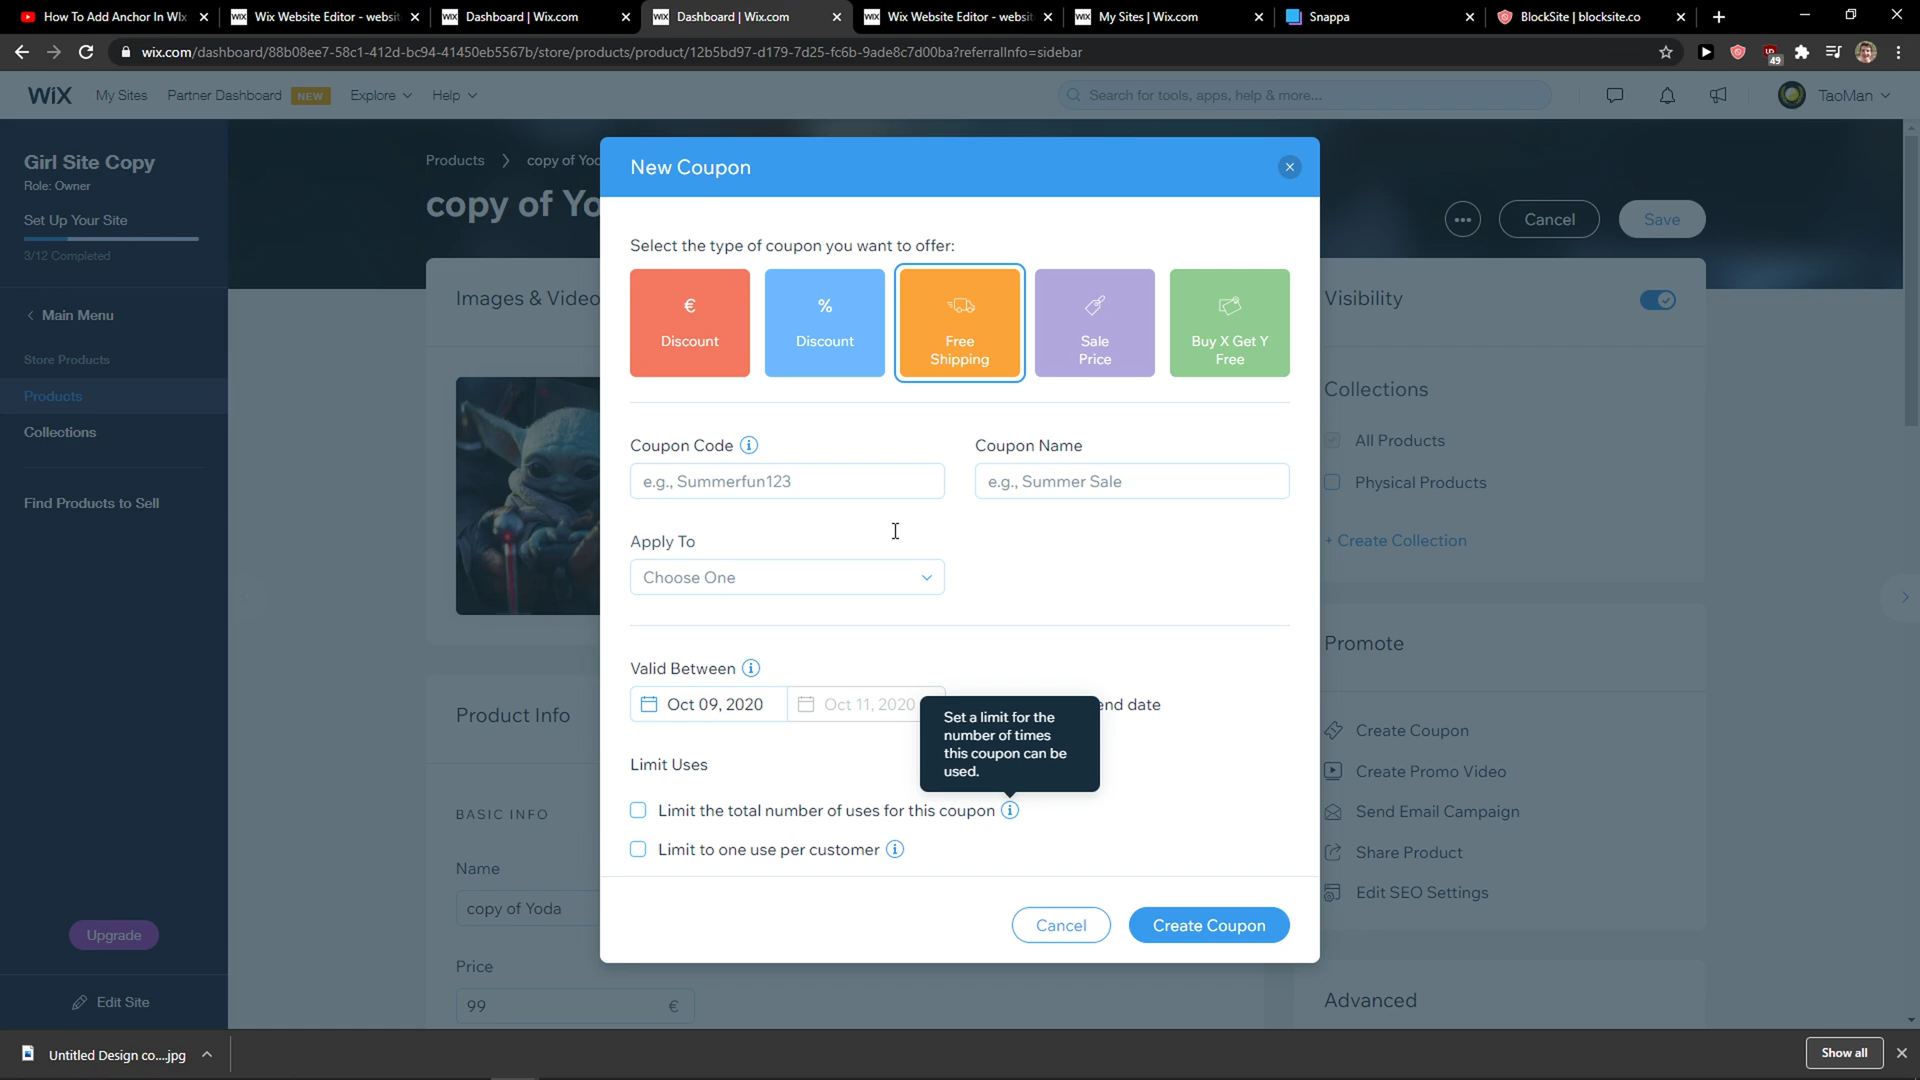 How To Add Anchor In Wix
Wix Website Editor - websit
Dashboard | Wix.com
Dashboard | Wix.com
Wix Website Editor - websit
My Sites | Wix.com
Snappa
BlockSite | blocksite.co
wix.com/dashboard/88b08ee7-58c1-412d-bc94-41450eb5567b/store/products/product/12b5bd97-d179-7d25-fc6b-9ade8c7d00ba?referralInfo=sidebar
49
WiX
My Sites
Partner Dashboard
NEW
Explore
Help
Search for tools, apps, help & more...
TaoMan
Girl Site Copy
Role: Owner
Set Up Your Site
3/12 Completed
Main Menu
Store Products
Products
Collections
Find Products to Sell
Upgrade
Edit Site
Products > copy of Yo
copy of Yo
Cancel
Save
Images & Video
Product Info
BASIC INFO
Name
copy of Yoda
Price
99 €
New Coupon
Select the type of coupon you want to offer:
€
Discount
%
Discount
Free
Shipping
Sale
Price
Buy X Get Y
Free
Coupon Code
e.g., Summerfun123
Coupon Name
e.g., Summer Sale
Apply To
Choose One
Valid Between
Oct 09, 2020
Oct 11, 2020
end date
Set a limit for the
number of times
this coupon can be
used.
Limit Uses
Limit the total number of uses for this coupon
Limit to one use per customer
Cancel
Create Coupon
Visibility
Collections
All Products
Physical Products
+ Create Collection
Promote
Create Coupon
Create Promo Video
Send Email Campaign
Share Product
Edit SEO Settings
Advanced
Untitled Design co....jpg
Show all